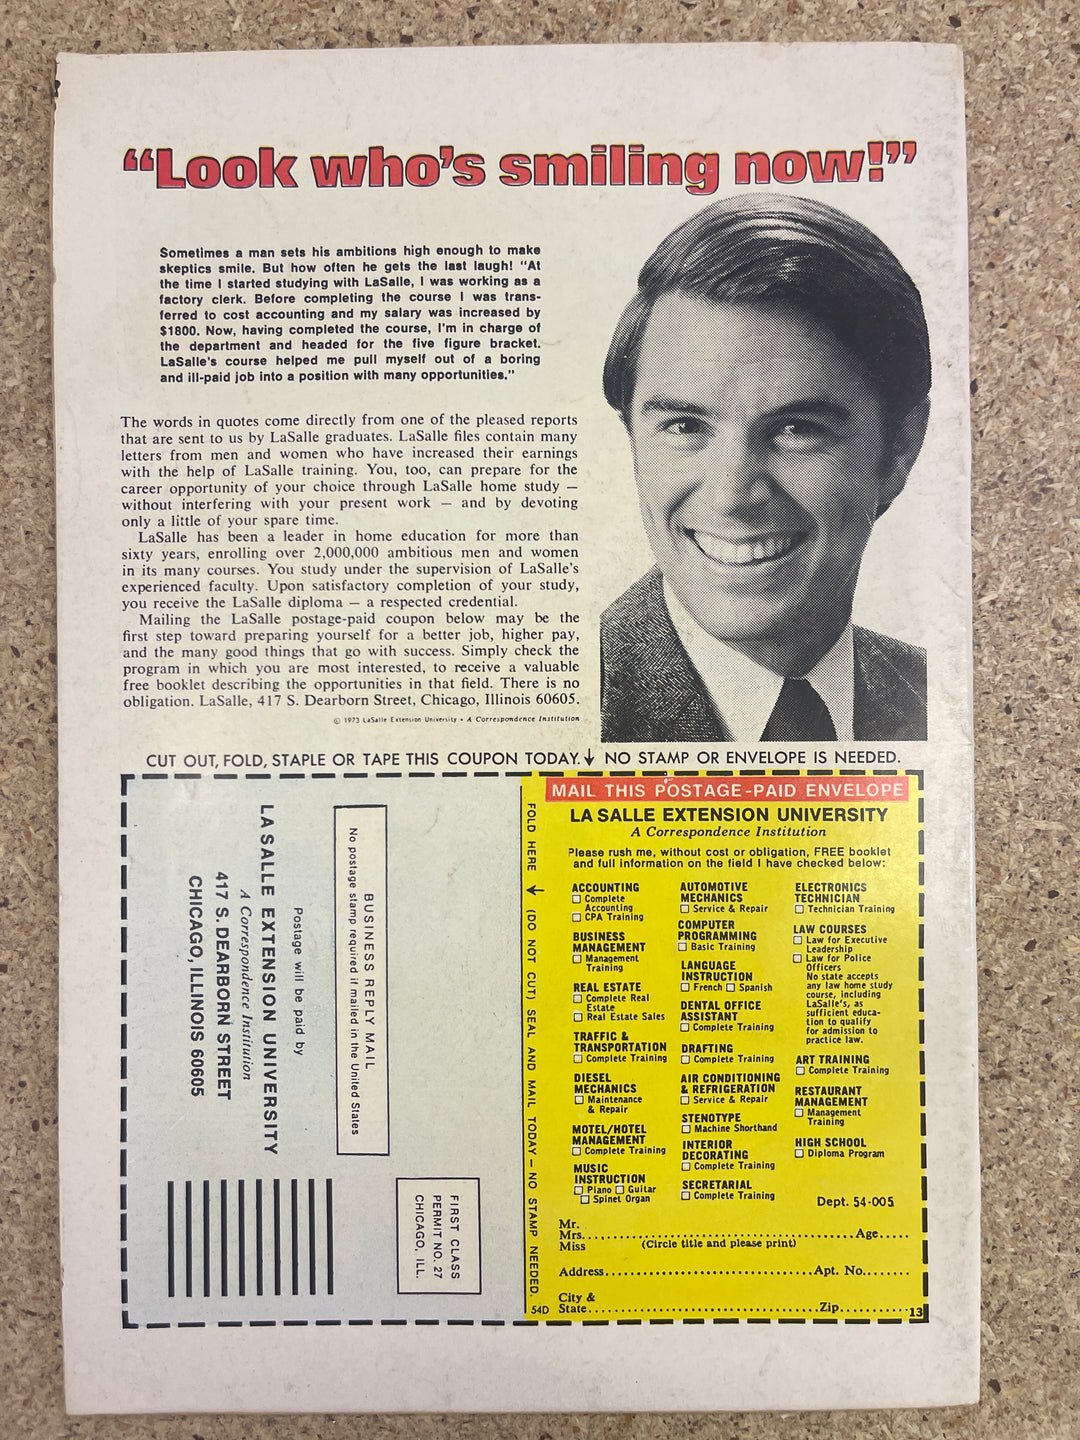 “Look who’s smiling now!”
Sometimes a man sets his ambitions high enough to make
skeptics smile. But how often he gets the last laugh! “At
the time I started studying with LaSalle, I was working as a
factory clerk. Before completing the course I was trans-
ferred to cost accounting and my salary was increased by
$1800. Now, having completed the course, I’m in charge of
the department and headed for the five figure bracket.
LaSalle’s course helped me pull myself out of a boring
and ill-paid job into a position with many opportunities.”
The words in quotes come directly from one of the pleased reports
that are sent to us by LaSalle graduates. LaSalle files contain many
letters from men and women who have increased their earnings
with the help of LaSalle training. You, too, can prepare for the
career opportunity of your choice through LaSalle home study —
without interfering with your present work — and by devoting
only a little of your spare time.
LaSalle has been a leader in home education for more than
sixty years, enrolling over 2,000,000 ambitious men and women
in its many courses. You study under the supervision of LaSalle’s
experienced faculty. Upon satisfactory completion of your study,
you receive the LaSalle diploma — a respected credential.
Mailing the LaSalle postage-paid coupon below may be the
first step toward preparing yourself for a better job, higher pay,
and the many good things that go with success. Simply check the
program in which you are most interested, to receive a valuable
free booklet describing the opportunities in that field. There is no
obligation. LaSalle, 417 S. Dearborn Street, Chicago, Illinois 60605.
© 1973 LaSalle Extension University • A Correspondence Institution
CUT OUT, FOLD, STAPLE OR TAPE THIS COUPON TODAY. ↓ NO STAMP OR ENVELOPE IS NEEDED.
BUSINESS REPLY MAIL
No postage stamp required if mailed in the United States
Postage will be paid by
LASALLE EXTENSION UNIVERSITY
A Correspondence Institution
417 S. DEARBORN STREET
CHICAGO, ILLINOIS 60605
FIRST CLASS
PERMIT NO. 27
CHICAGO, ILL.
FOLD HERE ↓ (DO NOT CUT) SEAL AND MAIL TODAY — NO STAMP NEEDED.
54D
MAIL THIS POSTAGE-PAID ENVELOPE
LA SALLE EXTENSION UNIVERSITY
A Correspondence Institution
Please rush me, without cost or obligation, FREE booklet
and full information on the field I have checked below:
ACCOUNTING
☐ Complete
Accounting
☐ CPA Training
BUSINESS
MANAGEMENT
☐ Management
Training
REAL ESTATE
☐ Complete Real
Estate
☐ Real Estate Sales
TRAFFIC &
TRANSPORTATION
☐ Complete Training
DIESEL
MECHANICS
☐ Maintenance
& Repair
MOTEL/HOTEL
MANAGEMENT
☐ Complete Training
MUSIC
INSTRUCTION
☐ Piano ☐ Guitar
☐ Spinet Organ
AUTOMOTIVE
MECHANICS
☐ Service & Repair
COMPUTER
PROGRAMMING
☐ Basic Training
LANGUAGE
INSTRUCTION
☐ French ☐ Spanish
DENTAL OFFICE
ASSISTANT
☐ Complete Training
DRAFTING
☐ Complete Training
AIR CONDITIONING
& REFRIGERATION
☐ Service & Repair
STENOTYPE
☐ Machine Shorthand
INTERIOR
DECORATING
☐ Complete Training
SECRETARIAL
☐ Complete Training
ELECTRONICS
TECHNICIAN
☐ Technician Training
LAW COURSES
☐ Law for Executive
Leadership
☐ Law for Police
Officers
No state accepts
any law home study
course, including
LaSalle’s, as
sufficient educa-
tion to qualify
for admission to
practice law.
ART TRAINING
☐ Complete Training
RESTAURANT
MANAGEMENT
☐ Management
Training
HIGH SCHOOL
☐ Diploma Program
Dept. 54-005
Mr.
Mrs. Age
Miss (Circle title and please print)
Address Apt. No.
City &
State Zip 13